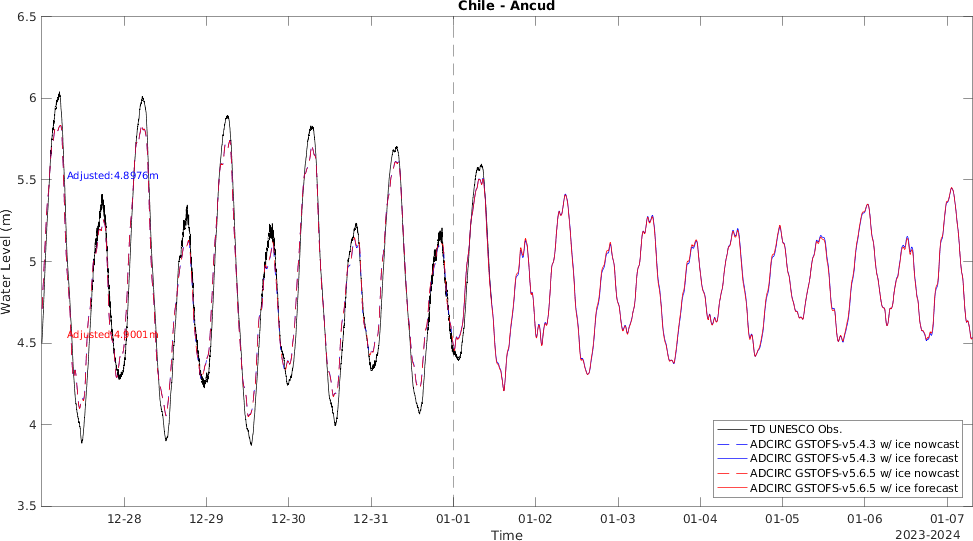 Chile - Ancud
6.5
6
5.5
5
4.5
4
3.5
Water Level (m)
Adjusted:4.8976m
Adjusted:4.9001m
TD UNESCO Obs.
ADCIRC GSTOFS-v5.4.3 w/ ice nowcast
ADCIRC GSTOFS-v5.4.3 w/ ice forecast
ADCIRC GSTOFS-v5.6.5 w/ ice nowcast
ADCIRC GSTOFS-v5.6.5 w/ ice forecast
12-28 12-29 12-30 12-31 01-01 01-02 01-03 01-04 01-05 01-06 01-07
Time
2023-2024